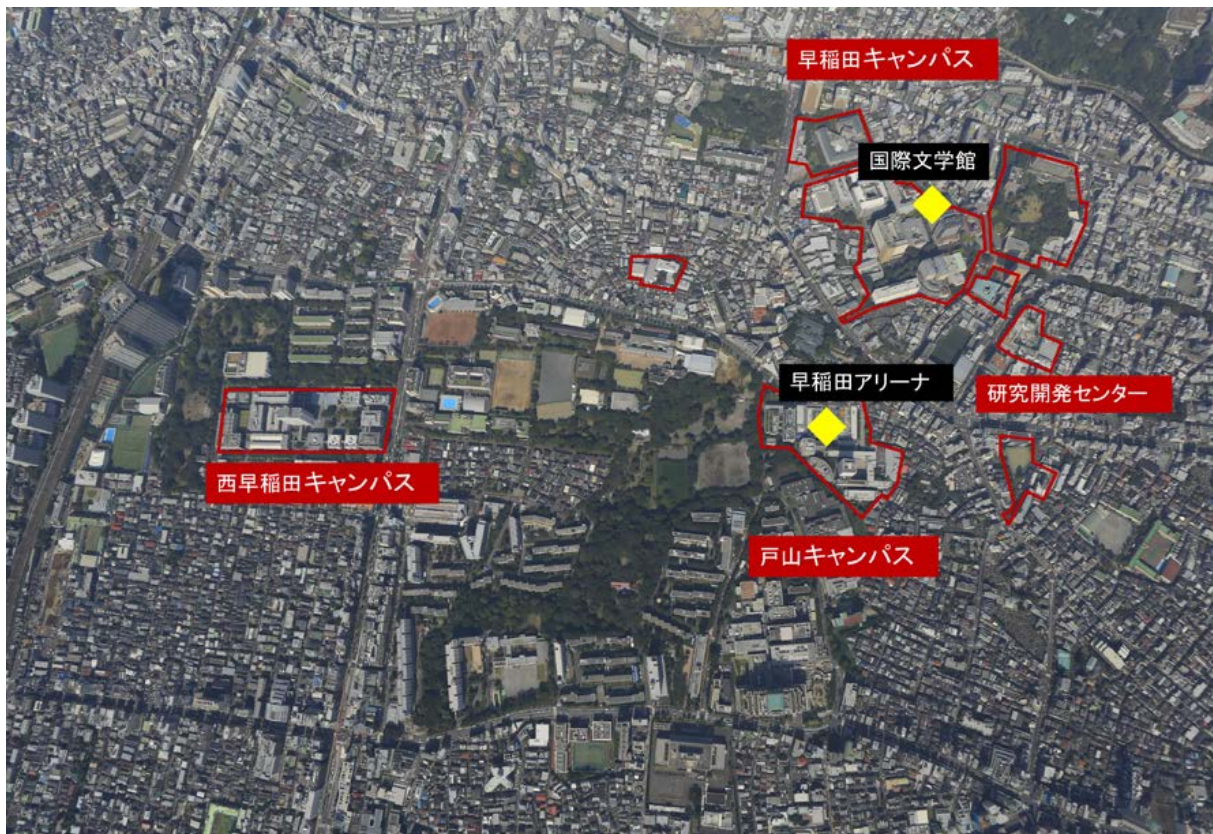 早稲田キャンパス
国際文学館
早稲田アリーナ
研究開発センター
西早稲田キャンパス
戸山キャンパス